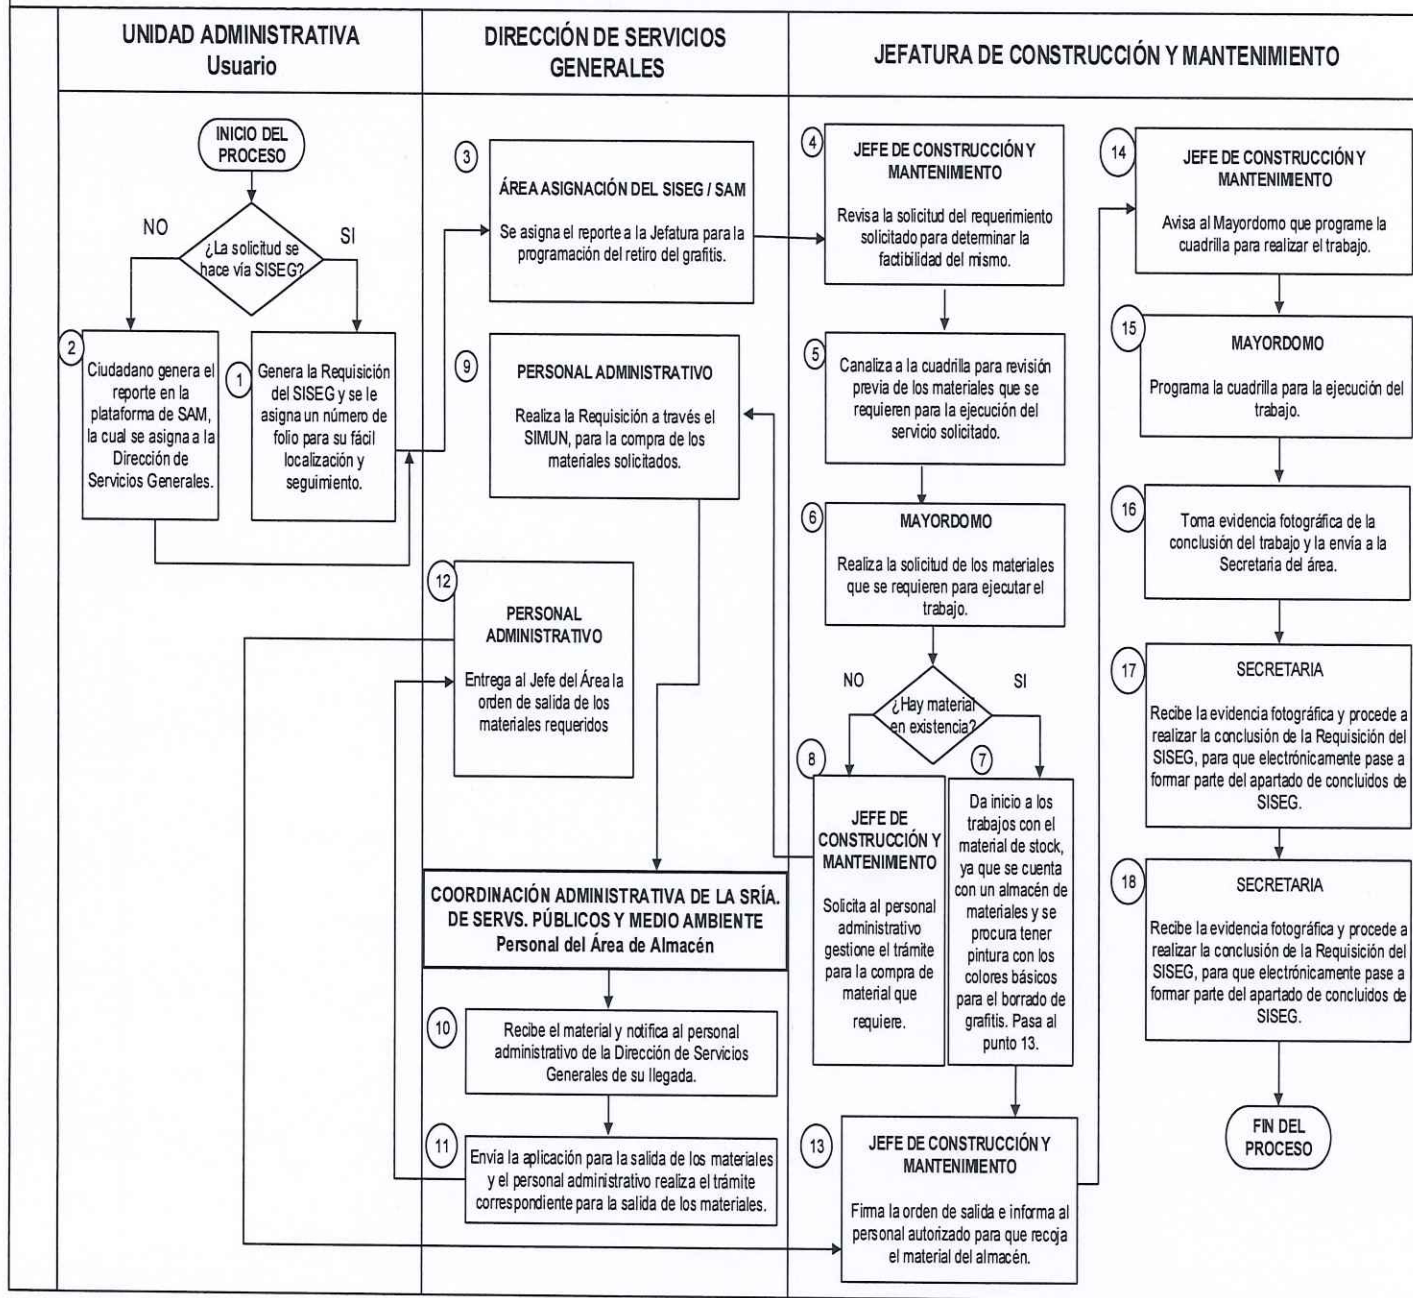 UNIDAD ADMINISTRATIVA
Usuario
DIRECCIÓN DE SERVICIOS
GENERALES
JEFATURA DE CONSTRUCCIÓN Y MANTENIMIENTO
INICIO DEL
PROCESO
NO
SI
¿La solicitud se
hace vía SISEG?
2
Ciudadano genera el
reporte en la
plataforma de SAM,
la cual se asigna a la
Dirección de
Servicios Generales.
1
Genera la Requisición
del SISEG y se le
asigna un número de
folio para su fácil
localización y
seguimiento.
3
ÁREA ASIGNACIÓN DEL SISEG / SAM
Se asigna el reporte a la Jefatura para la
programación del retiro del grafitis.
9
PERSONAL ADMINISTRATIVO
Realiza la Requisición a través el
SIMUN, para la compra de los
materiales solicitados.
12
PERSONAL
ADMINISTRATIVO
Entrega al Jefe del Área la
orden de salida de los
materiales requeridos
COORDINACIÓN ADMINISTRATIVA DE LA SRÍA.
DE SERVS. PÚBLICOS Y MEDIO AMBIENTE
Personal del Área de Almacén
10
Recibe el material y notifica al personal
administrativo de la Dirección de Servicios
Generales de su llegada.
11
Envía la aplicación para la salida de los materiales
y el personal administrativo realiza el trámite
correspondiente para la salida de los materiales.
4
JEFE DE CONSTRUCCIÓN Y
MANTENIMIENTO
Revisa la solicitud del requerimiento
solicitado para determinar la
factibilidad del mismo.
5
Canaliza a la cuadrilla para revisión
previa de los materiales que se
requieren para la ejecución del
servicio solicitado.
6
MAYORDOMO
Realiza la solicitud de los materiales
que se requieren para ejecutar el
trabajo.
NO
SI
¿Hay material
en existencia?
8
JEFE DE
CONSTRUCCIÓN Y
MANTENIMIENTO
Solicita al personal
administrativo
gestione el trámite
para la compra de
material que
requiere.
7
Da inicio a los
trabajos con el
material de stock,
ya que se cuenta
con un almacén de
materiales y se
procura tener
pintura con los
colores básicos
para el borrado de
grafitis. Pasa al
punto 13.
13
JEFE DE CONSTRUCCIÓN Y
MANTENIMIENTO
Firma la orden de salida e informa al
personal autorizado para que recoja
el material del almacén.
14
JEFE DE CONSTRUCCIÓN Y
MANTENIMIENTO
Avisa al Mayordomo que programe la
cuadrilla para realizar el trabajo.
15
MAYORDOMO
Programa la cuadrilla para la ejecución del
trabajo.
16
Toma evidencia fotográfica de la
conclusión del trabajo y la envía a la
Secretaria del área.
17
SECRETARIA
Recibe la evidencia fotográfica y procede a
realizar la conclusión de la Requisición del
SISEG, para que electrónicamente pase a
formar parte del apartado de concluidos de
SISEG.
18
SECRETARIA
Recibe la evidencia fotográfica y procede a
realizar la conclusión de la Requisición del
SISEG, para que electrónicamente pase a
formar parte del apartado de concluidos de
SISEG.
FIN DEL
PROCESO